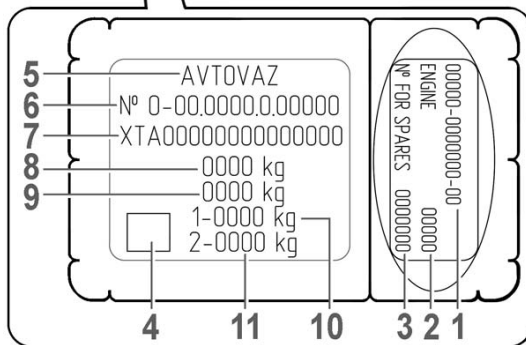 5
AVTOVAZ
6
Nº 0-00.0000.0.00000
7
XTA00000000000000
8
0000 kg
9
0000 kg
1-0000 kg
2-0000 kg
00000-0000000-00
ENGINE 00000
Nº FOR SPARES 0000000
4 11 10 3 2 1